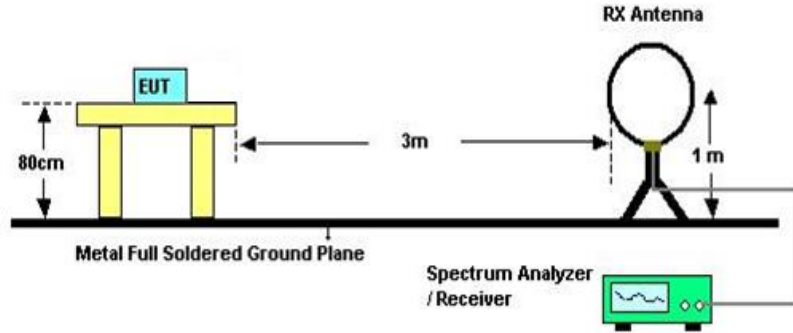 RX Antenna
EUT
80cm
3m
1 m
Metal Full Soldered Ground Plane
Spectrum Analyzer
/ Receiver